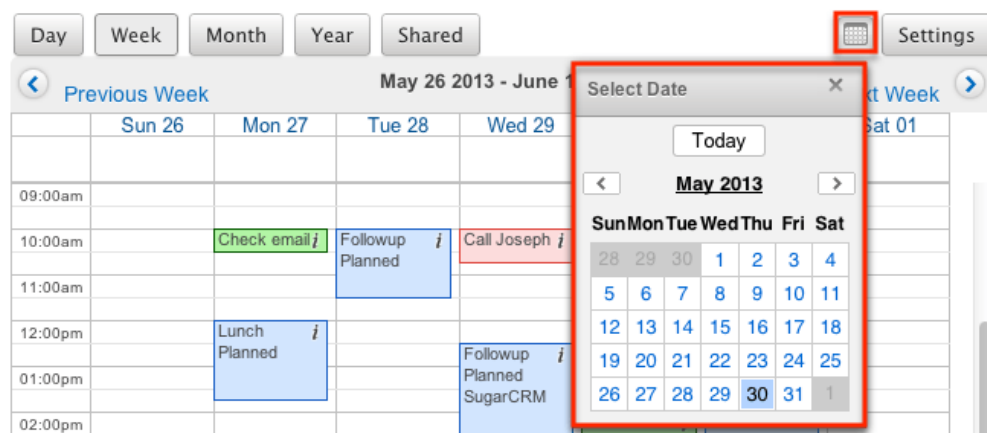 Day Week Month Year Shared Settings
Previous Week May 26 2013 - June 1 xt Week
Sun 26 Mon 27 Tue 28 Wed 29 Sat 01
Select Date ×
Today
< May 2013 >
Sun Mon Tue Wed Thu Fri Sat
28 29 30 1 2 3 4
5 6 7 8 9 10 11
12 13 14 15 16 17 18
19 20 21 22 23 24 25
26 27 28 29 30 31 1
09:00am
10:00am Check email i Followup i Call Joseph i
Planned
11:00am
12:00pm Lunch i
Planned Followup i
01:00pm Planned
SugarCRM
02:00pm